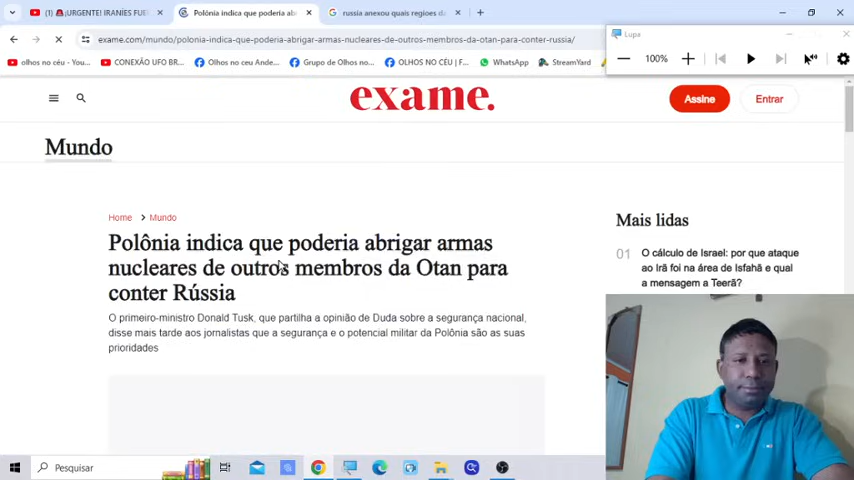 (1) 🚨¡URGENTE! IRANÍES FUE
Polônia indica que poderia ab
russia anexou quais regioes da
exame.com/mundo/polonia-indica-que-poderia-abrigar-armas-nucleares-de-outros-membros-da-otan-para-conter-russia/
olhos no céu - You...
CONEXÃO UFO BR...
Olhos no ceu Ande...
Grupo de Olhos no...
OLHOS NO CÉU | F...
WhatsApp
StreamYard
Lupa
100%
exame.
Assine
Entrar
Mundo
Home > Mundo
Polônia indica que poderia abrigar armas
nucleares de outros membros da Otan para
conter Rússia
O primeiro-ministro Donald Tusk, que partilha a opinião de Duda sobre a segurança nacional,
disse mais tarde aos jornalistas que a segurança e o potencial militar da Polônia são as suas
prioridades
Mais lidas
01 O cálculo de Israel: por que ataque
ao Irã foi na área de Isfahã e qual
a mensagem a Teerã?
Pesquisar